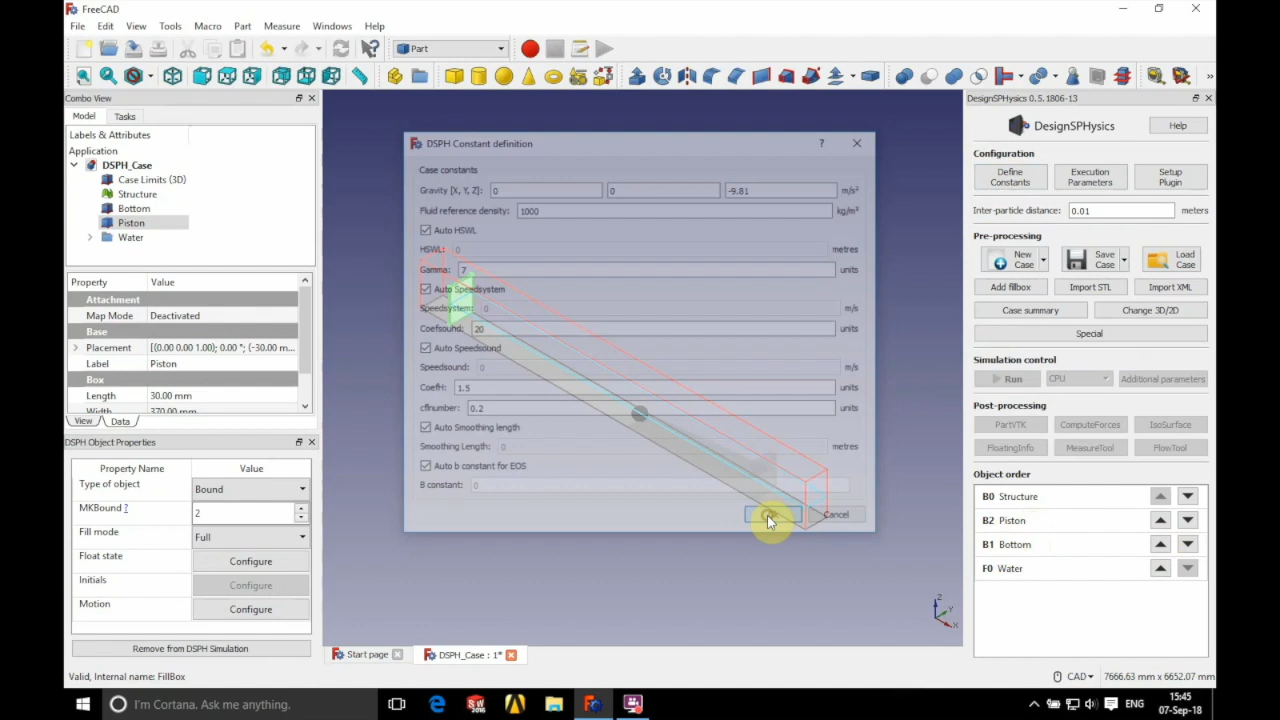 FreeCAD
File Edit View Tools Macro Part Measure Windows Help
Part
Combo View
Model Tasks
Labels & Attributes
Application
DSPH_Case
Case Limits (3D)
Structure
Bottom
Piston
Water
Property Value
Attachment
Map Mode Deactivated
Base
Placement [(0.00 0.00 1.00); 0.00 °; (-30.00 m...
Label Piston
Box
Length 30.00 mm
Width 370.00 mm
View Data
DSPH Object Properties
Property Name Value
Type of object Bound
MKBound ? 2
Fill mode Full
Float state Configure
Initials Configure
Motion Configure
Remove from DSPH Simulation
Valid, Internal name: FillBox
DSPH Constant definition
Case constants
Gravity [X, Y, Z]: 0 0 -9.81 m/s²
Fluid reference density: 1000 kg/m³
Auto HSWL
HSWL: 0 metres
Gamma: 7 units
Auto Speedsystem
Speedsystem: 0 m/s
Coefsound: 20 units
Auto Speedsound
Speedsound: 0 m/s
CoefH: 1.5 units
cflnumber: 0.2 units
Auto Smoothing length
Smoothing Length: 0 metres
Auto b constant for EOS
B constant: 0
Cancel
Z
Y
X
Start page
DSPH_Case : 1*
DesignSPHysics 0.5.1806-13
DesignSPHysics Help
Configuration
Define Constants
Execution Parameters
Setup Plugin
Inter-particle distance: 0.01 meters
Pre-processing
New Case
Save Case
Load Case
Add fillbox Import STL Import XML
Case summary Change 3D/2D
Special
Simulation control
Run CPU Additional parameters
Post-processing
PartVTK ComputeForces IsoSurface
FloatingInfo MeasureTool FlowTool
Object order
B0 Structure
B2 Piston
B1 Bottom
F0 Water
CAD 7666.63 mm x 6652.07 mm
I'm Cortana. Ask me anything.
SW
2016
ENG
15:45
07-Sep-18